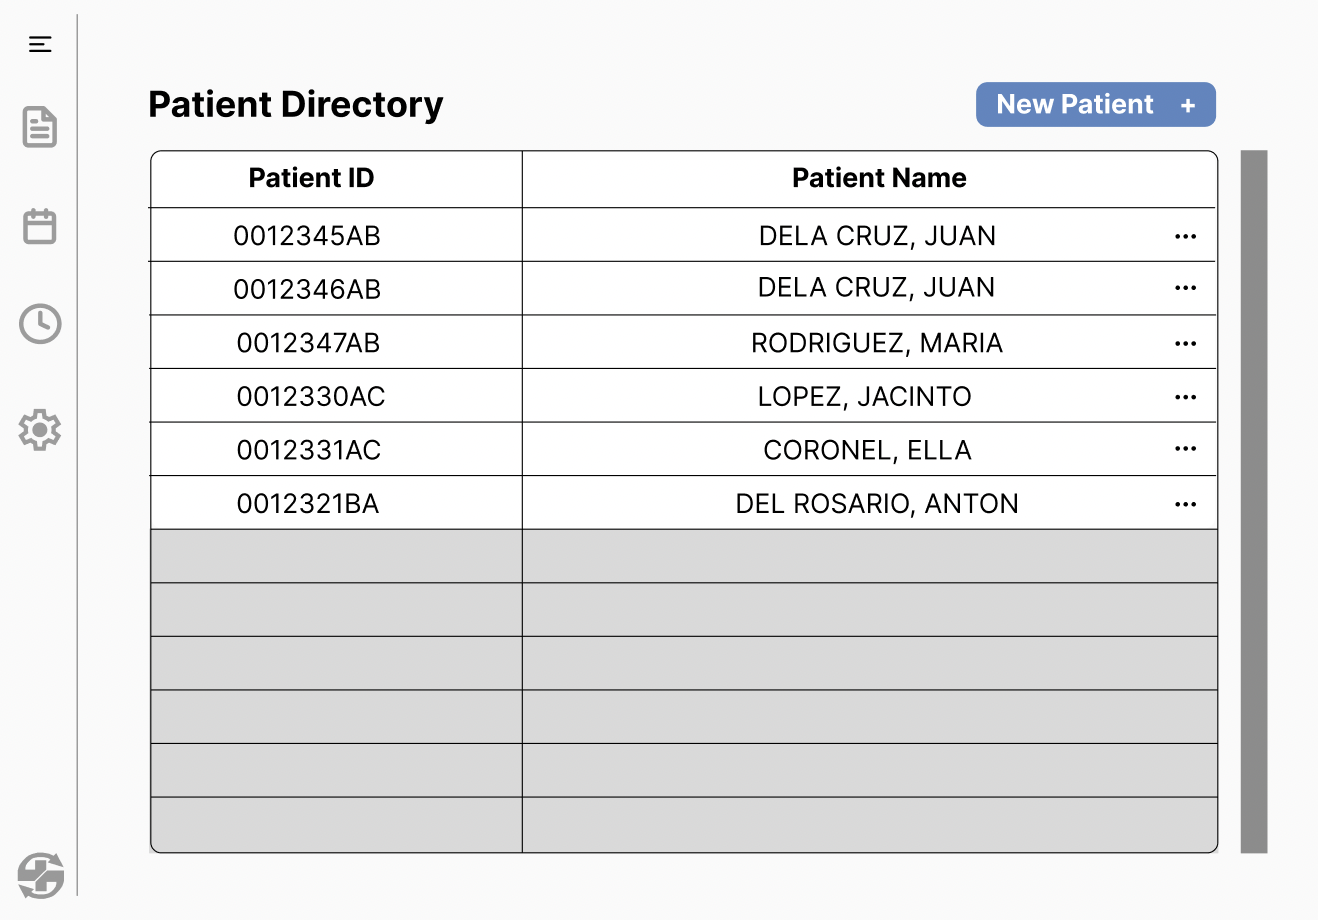 Patient Directory
New Patient +
Patient ID Patient Name
0012345AB DELA CRUZ, JUAN ...
0012346AB DELA CRUZ, JUAN ...
0012347AB RODRIGUEZ, MARIA ...
0012330AC LOPEZ, JACINTO ...
0012331AC CORONEL, ELLA ...
0012321BA DEL ROSARIO, ANTON ...